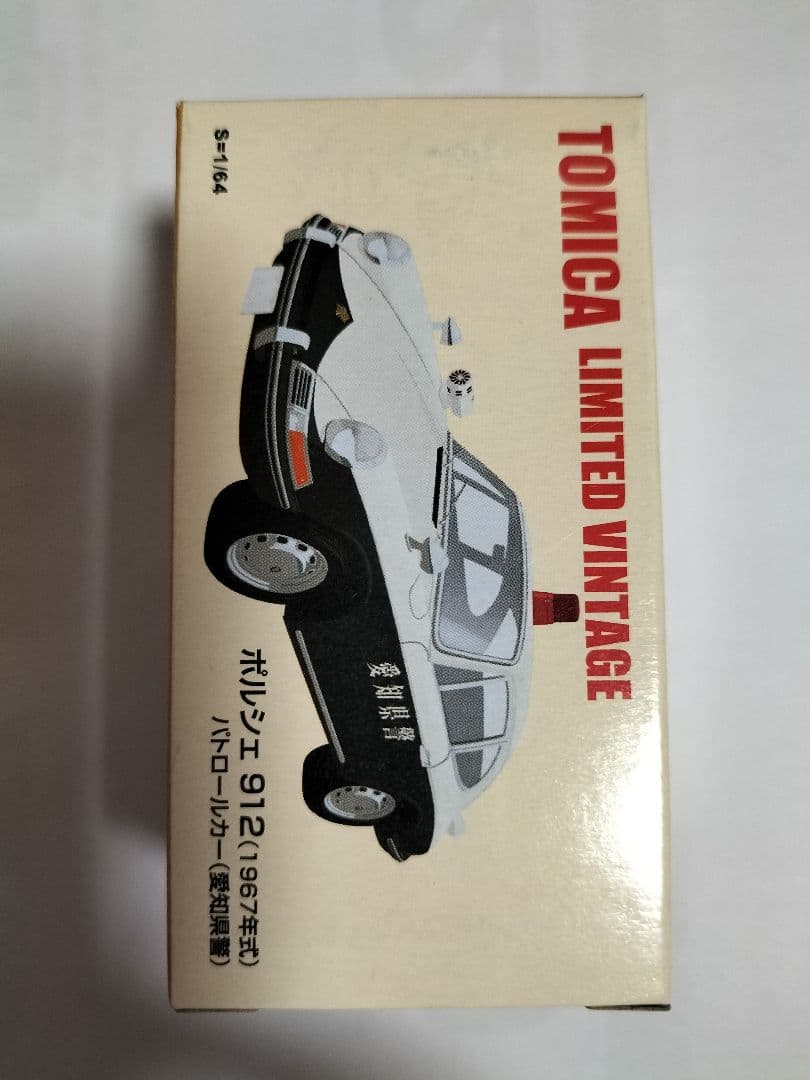 TOMICA LIMITED VINTAGE
愛知県警
ポルシェ 912(1967年式)
パトロールカー(愛知県警)
S=1/64